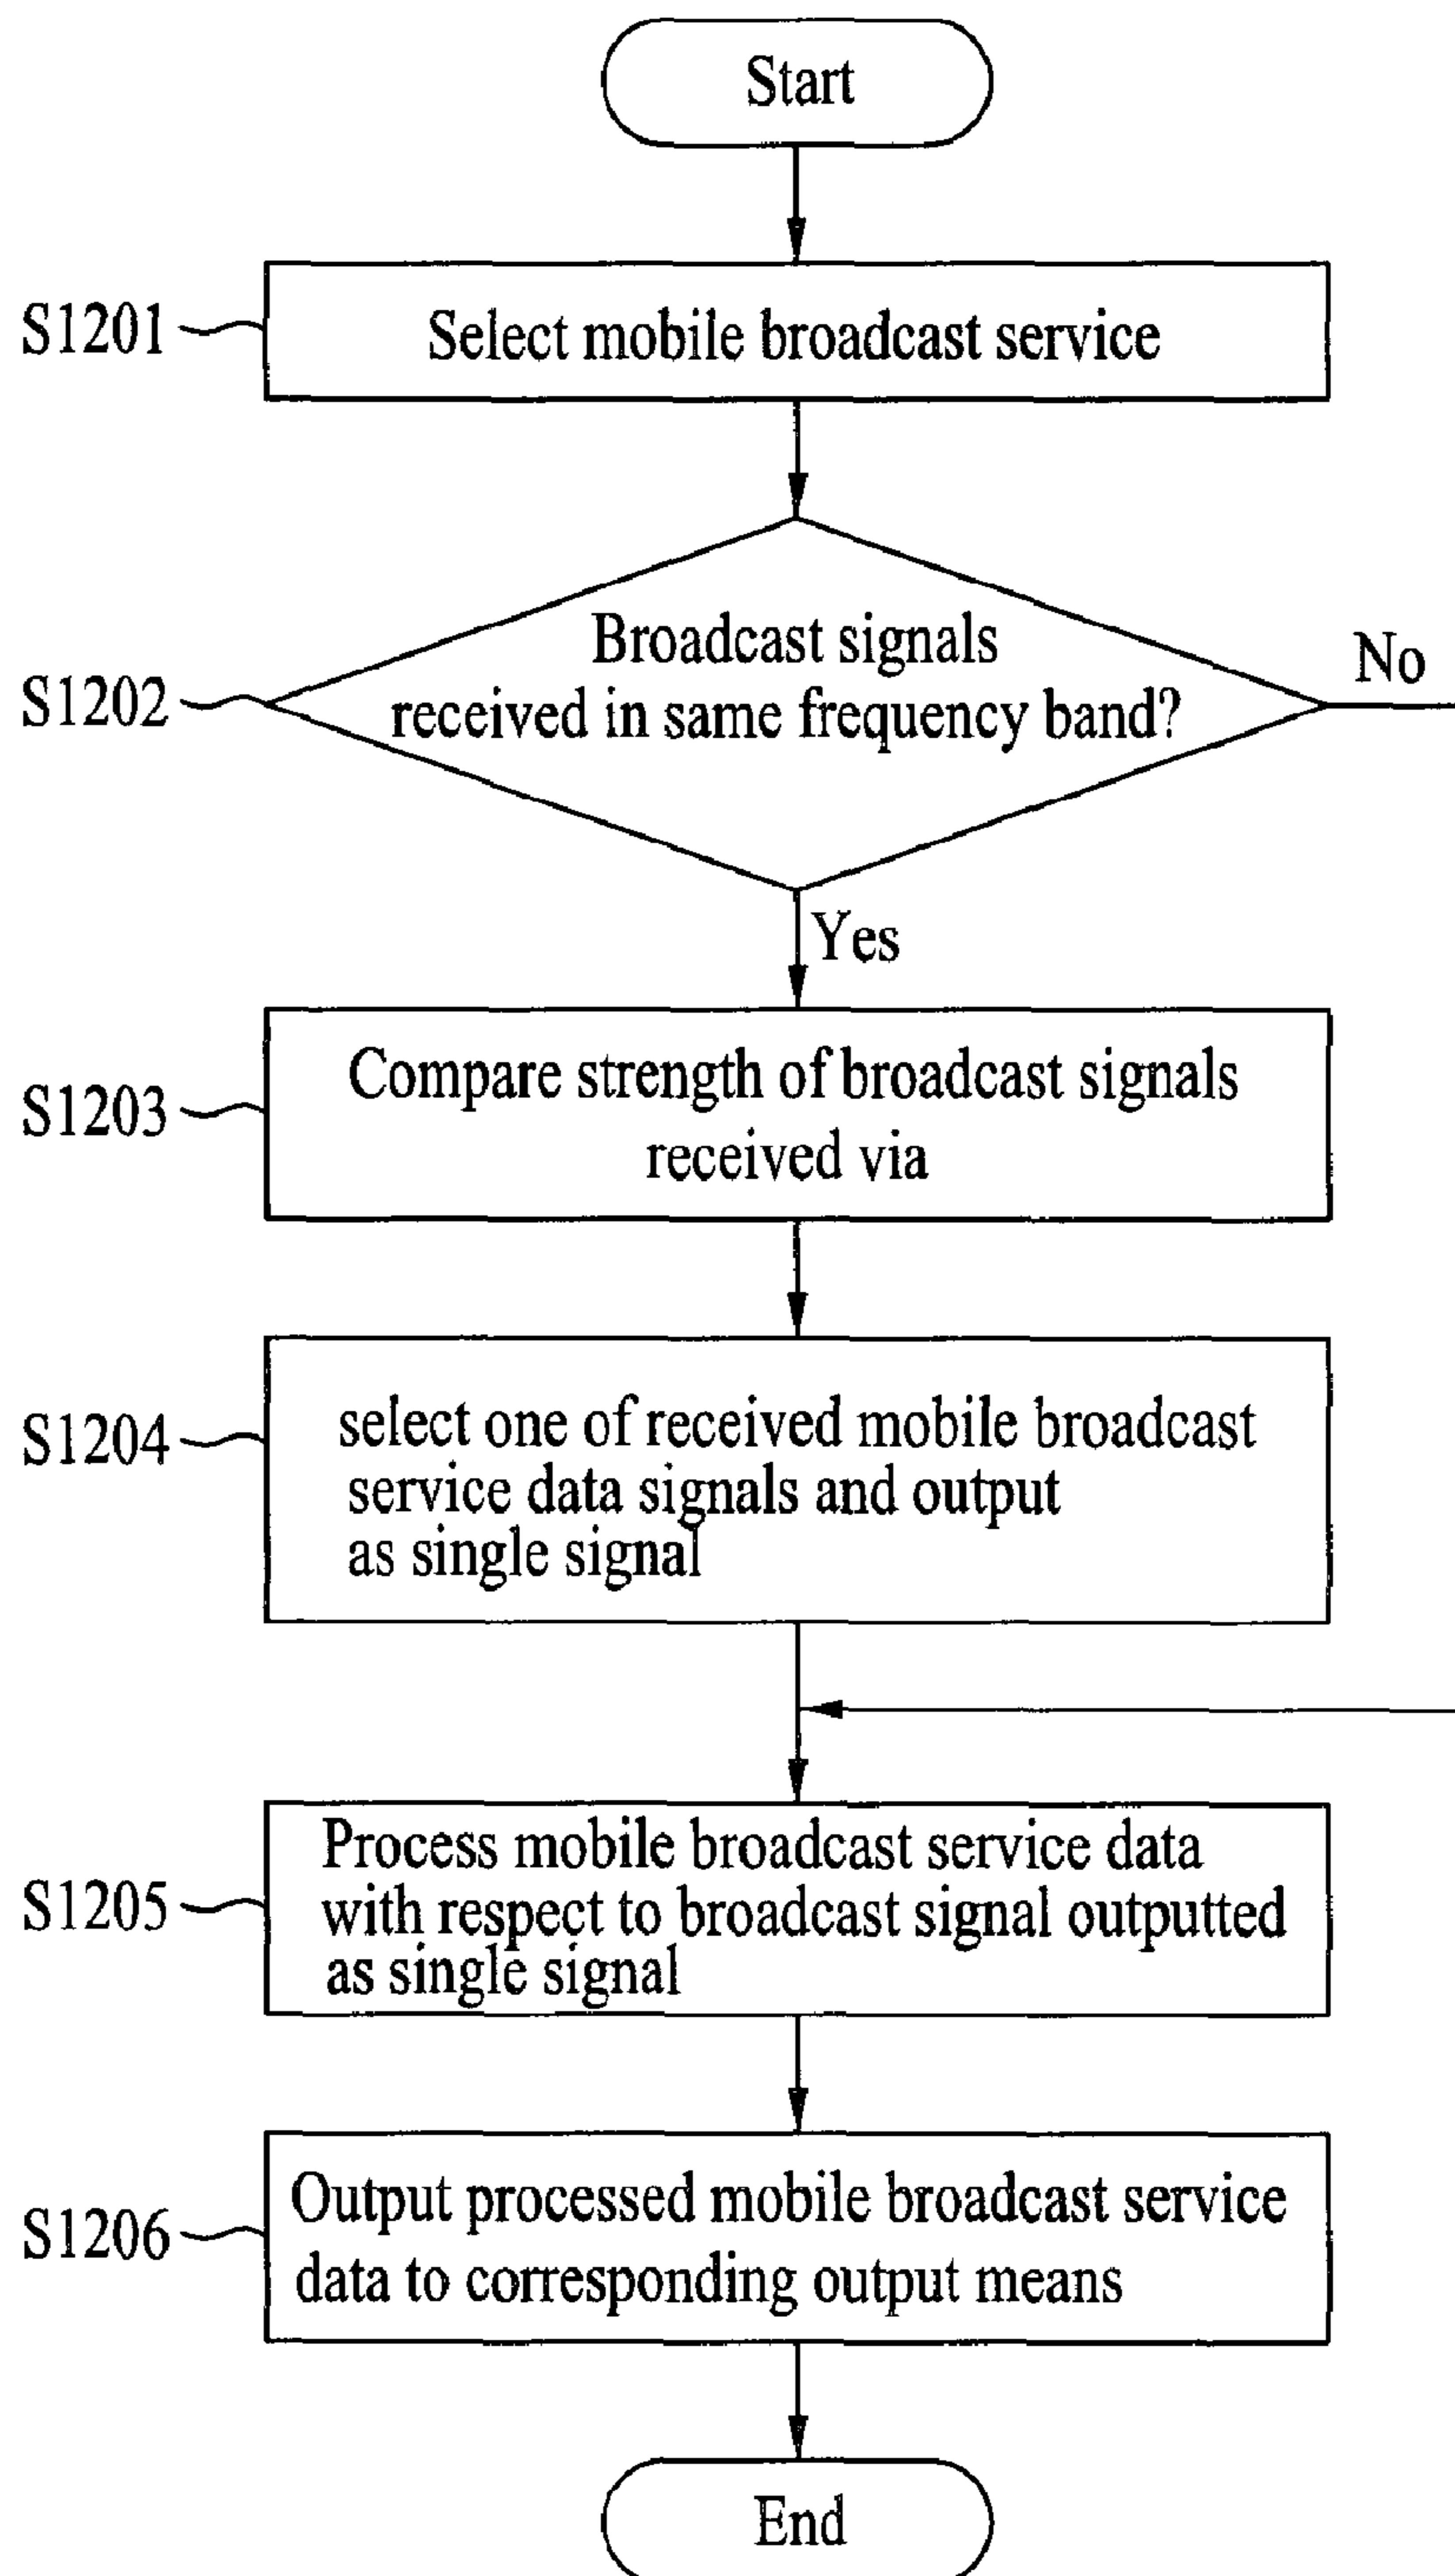 Start
S1201
Select mobile broadcast service
S1202
Broadcast signals
received in same frequency band?
No
Yes
S1203
Compare strength of broadcast signals
received via
S1204
select one of received mobile broadcast
service data signals and output
as single signal
S1205
Process mobile broadcast service data
with respect to broadcast signal outputted
as single signal
S1206
Output processed mobile broadcast service
data to corresponding output means
End